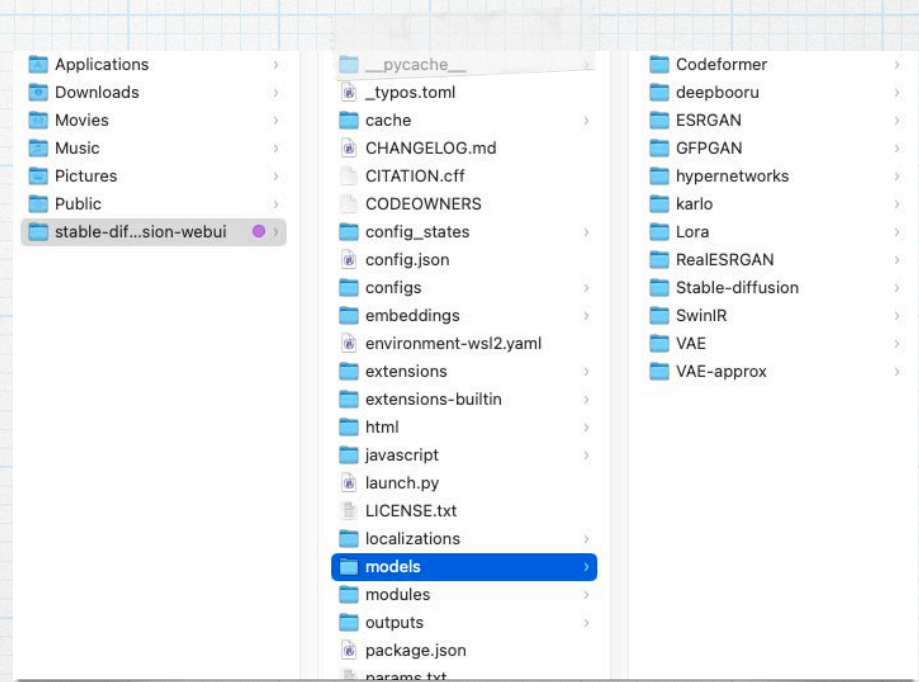 Applications
Downloads
Movies
Music
Pictures
Public
stable-dif...sion-webui
__pycache__
_typos.toml
cache
CHANGELOG.md
CITATION.cff
CODEOWNERS
config_states
config.json
configs
embeddings
environment-wsl2.yaml
extensions
extensions-builtin
html
javascript
launch.py
LICENSE.txt
localizations
models
modules
outputs
package.json
params.txt
Codeformer
deepbooru
ESRGAN
GFPGAN
hypernetworks
karlo
Lora
RealESRGAN
Stable-diffusion
SwinIR
VAE
VAE-approx